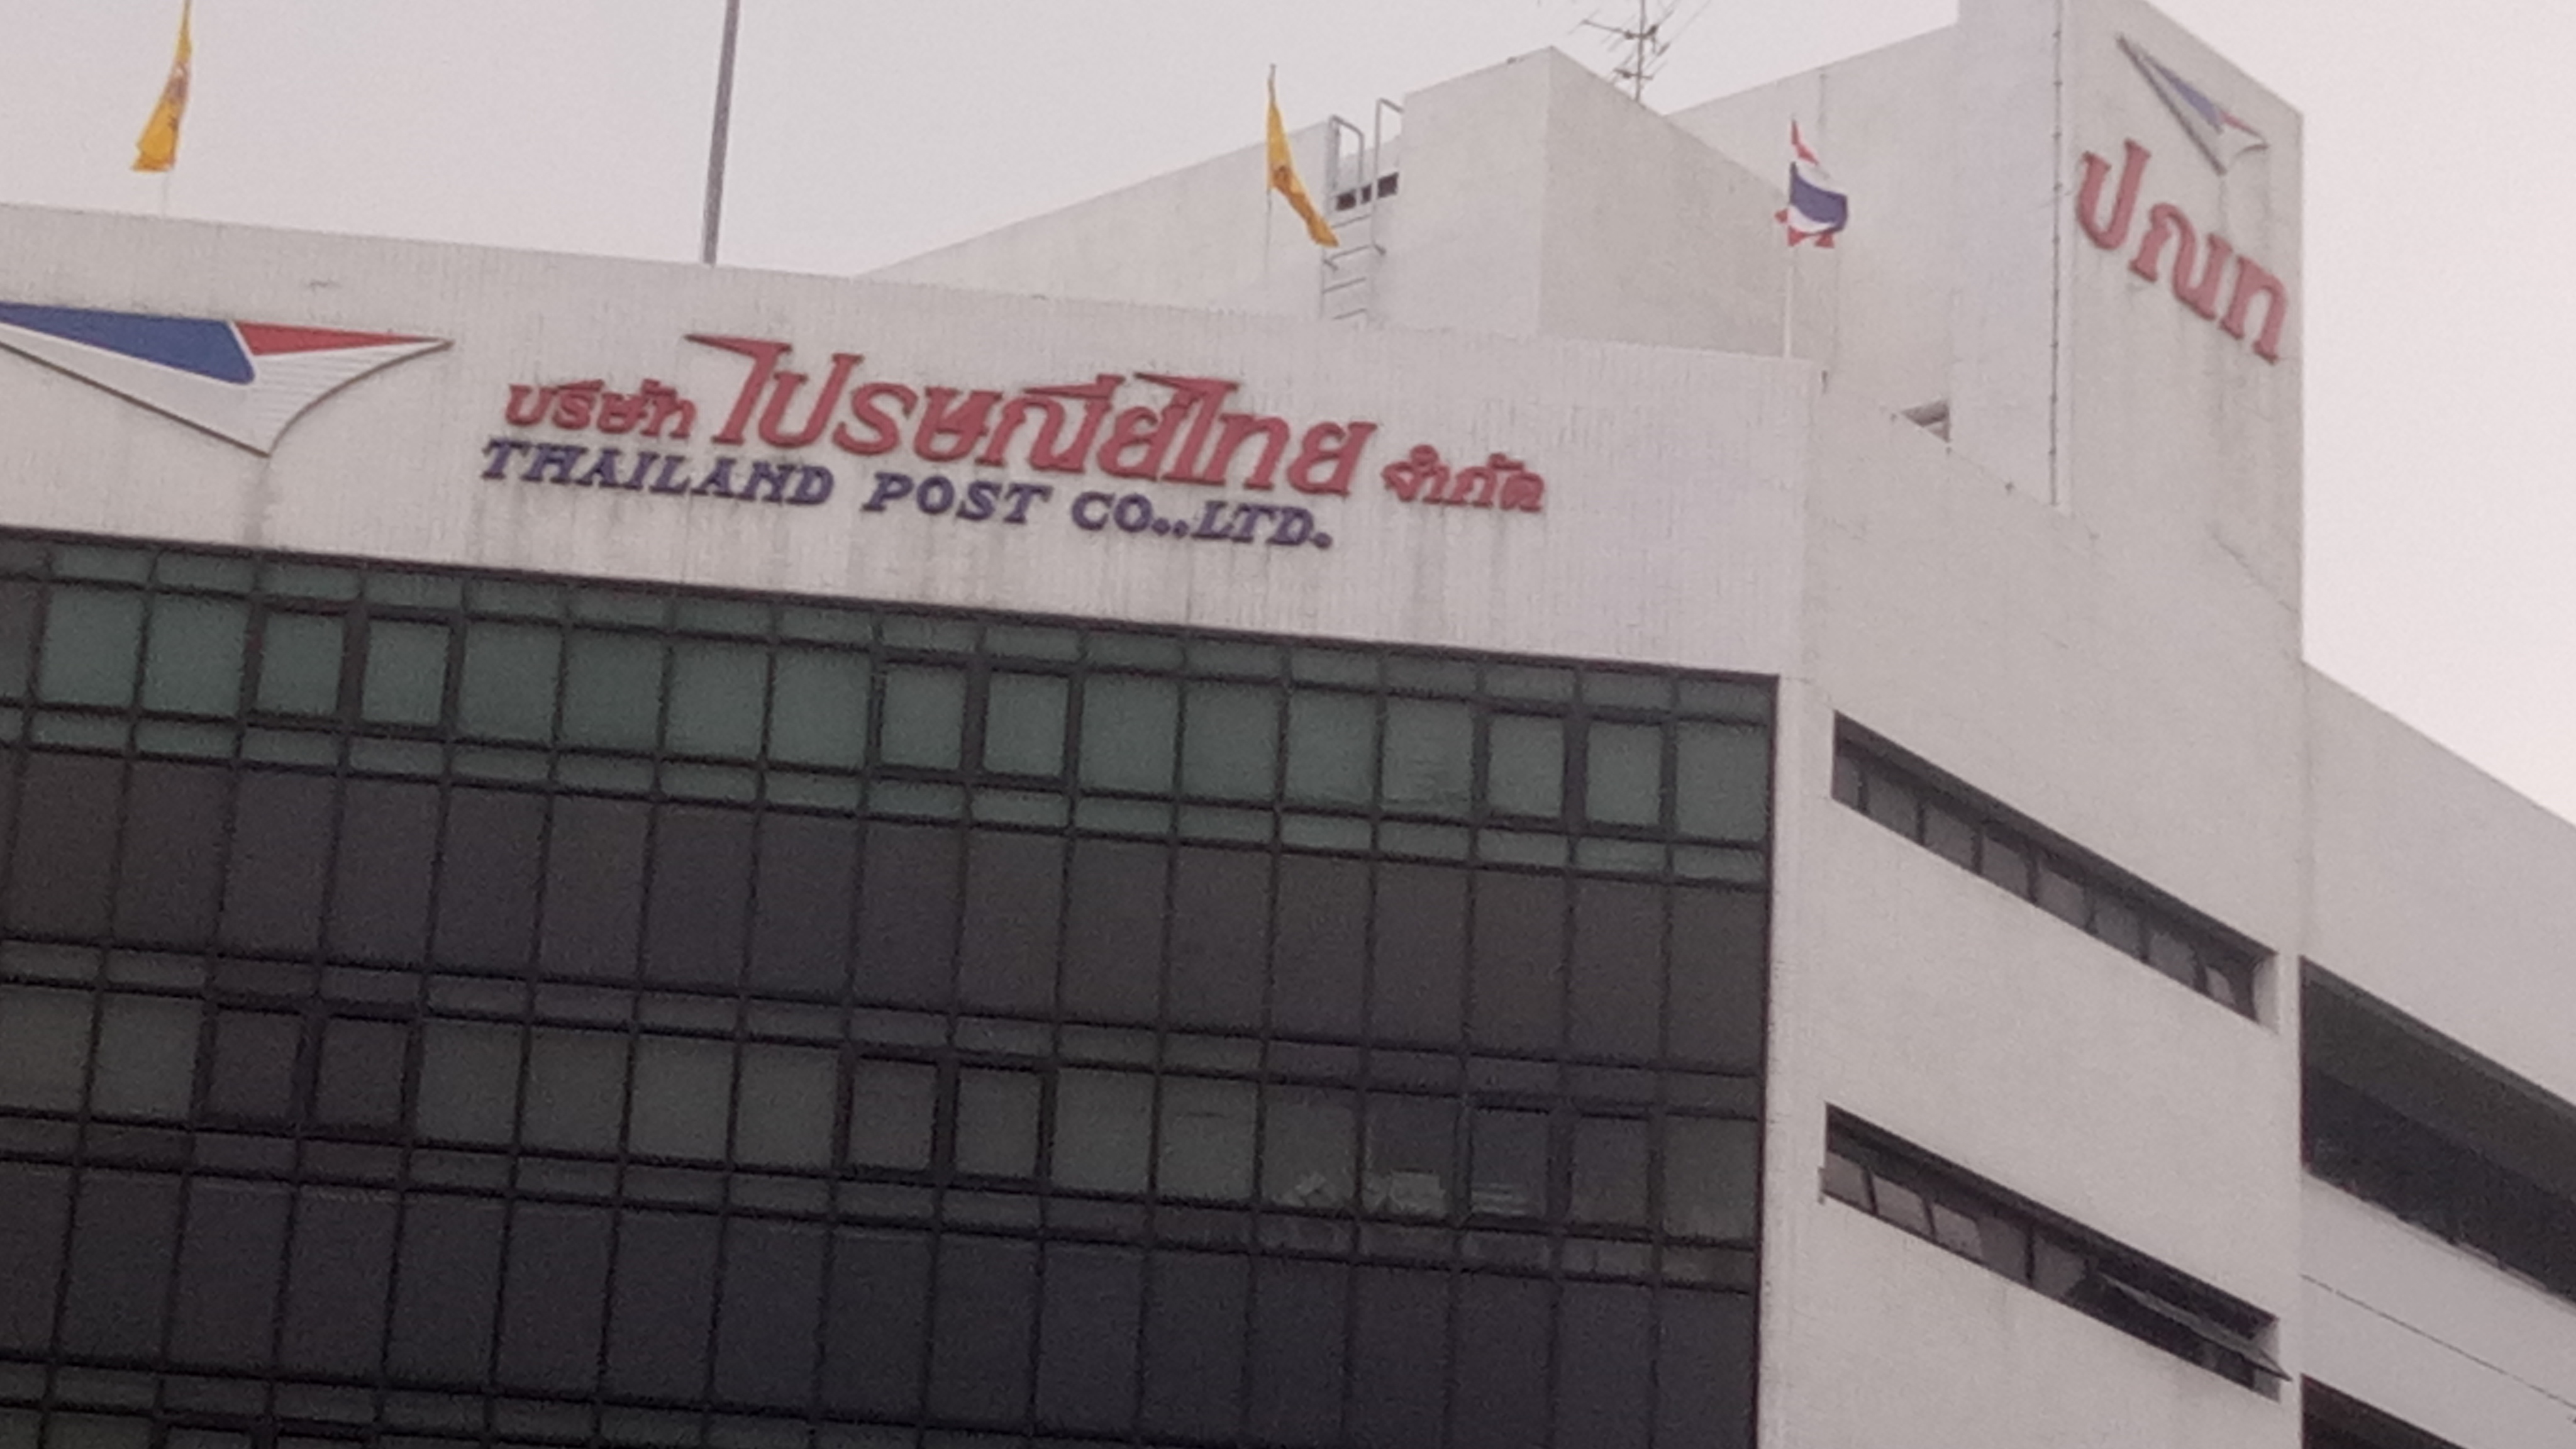 บริษัท ไปรษณีย์ไทย จำกัด
THAILAND POST CO.,LTD.
ปณท